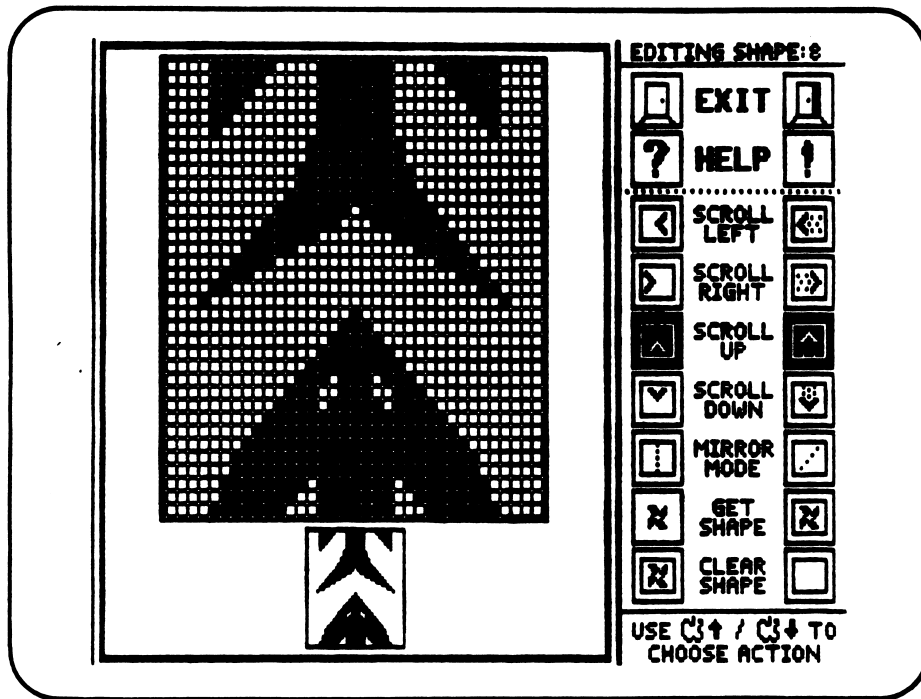 EDITING SHAPE:8
EXIT
HELP
SCROLL
LEFT
SCROLL
RIGHT
SCROLL
UP
SCROLL
DOWN
MIRROR
MODE
GET
SHAPE
CLEAR
SHAPE
USE ↑ / ↓ TO
CHOOSE ACTION